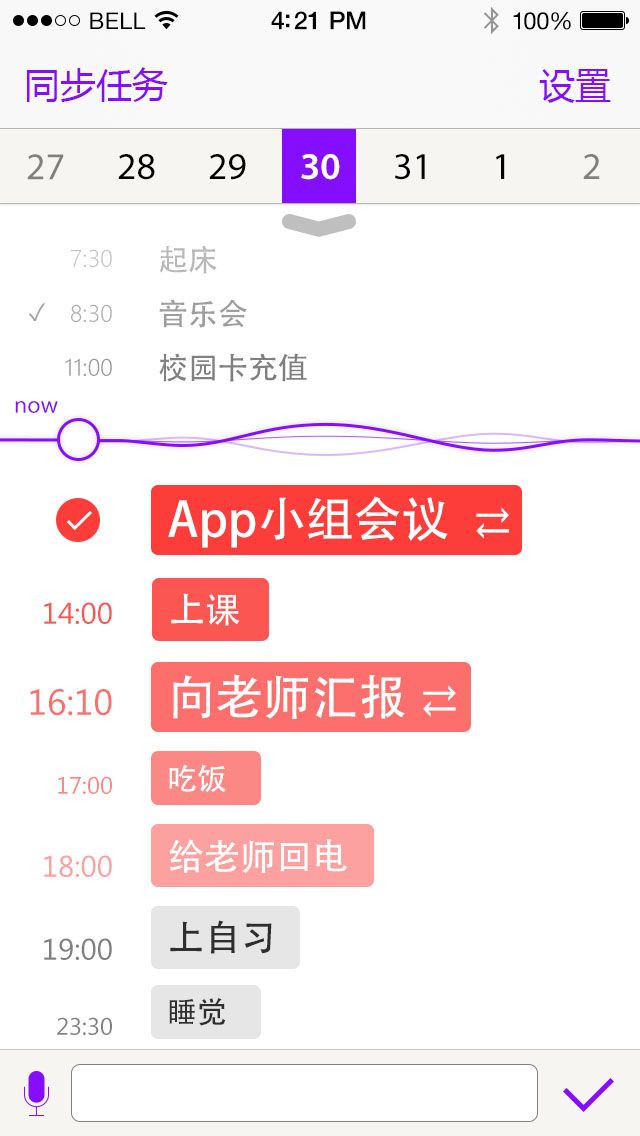 BELL 4:21 PM 100%
同步任务 设置
27 28 29 30 31 1 2
7:30 起床
8:30 音乐会
11:00 校园卡充值
now
App小组会议
14:00 上课
16:10 向老师汇报
17:00 吃饭
18:00 给老师回电
19:00 上自习
23:30 睡觉